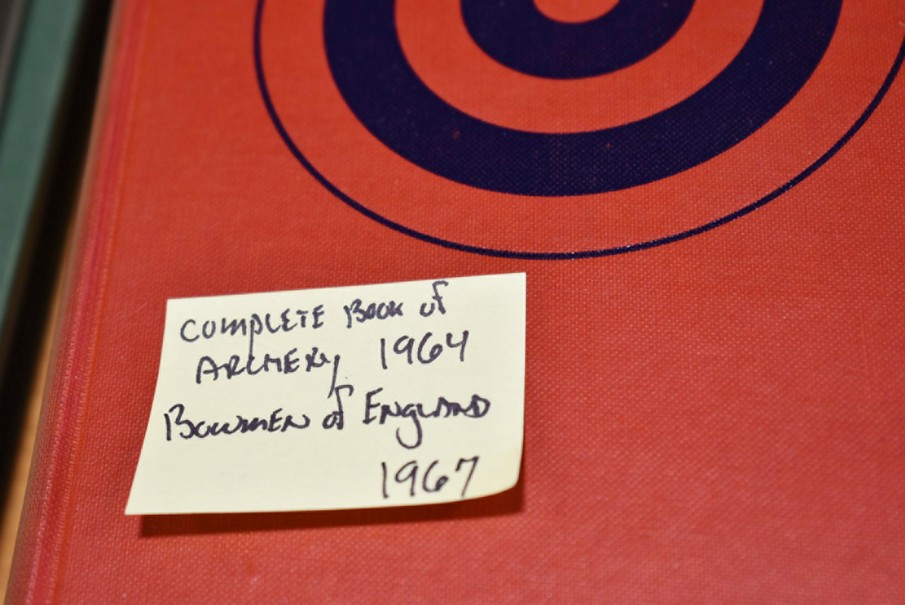 COMPLETE BOOK of
ARCHERY, 1964
BOWMEN of ENGLAND
1967